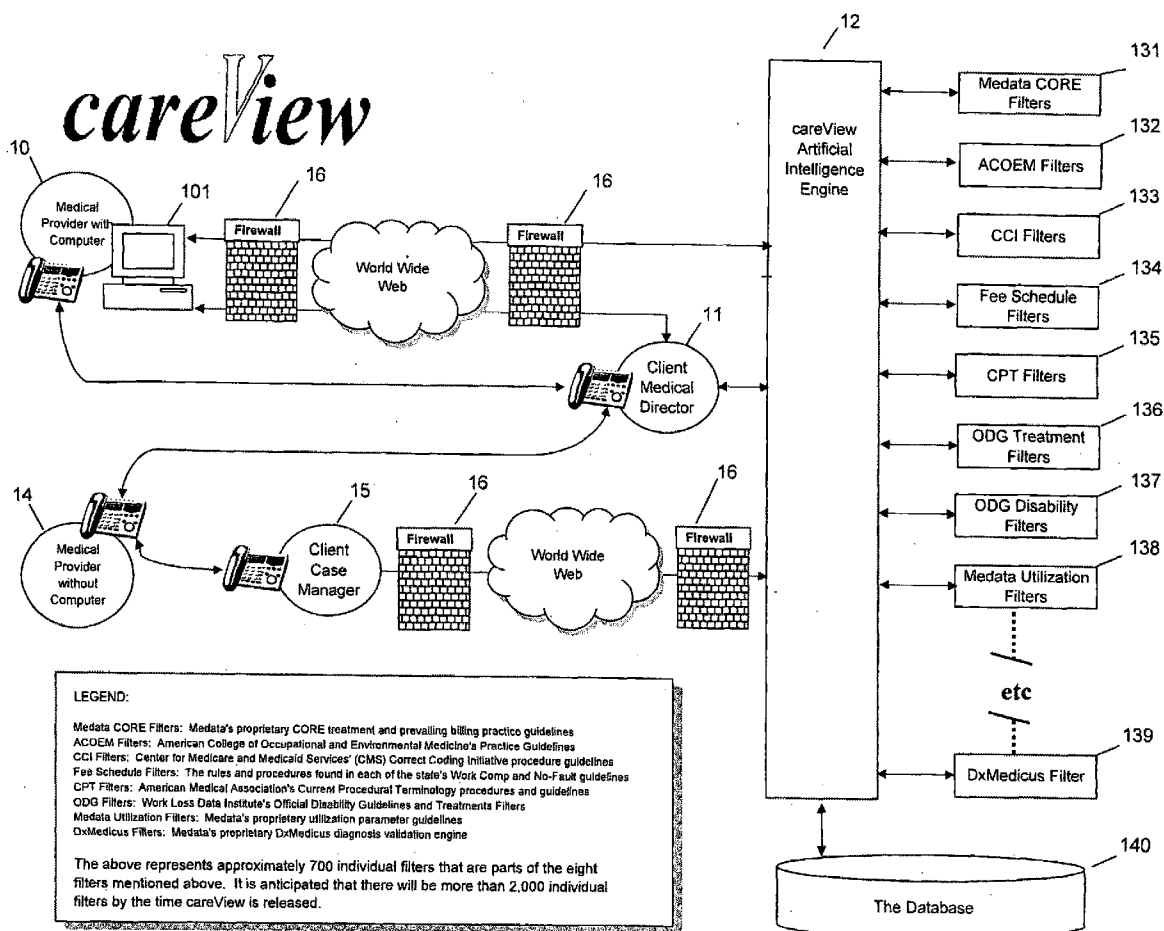 careView
12
131
Medata CORE
Filters
132
ACOEM Filters
133
CCI Filters
134
Fee Schedule
Filters
135
CPT Filters
136
ODG Treatment
Filters
137
ODG Disability
Filters
138
Medata Utilization
Filters
etc
139
DxMedicus Filter
140
The Database
careView
Artificial
Intelligence
Engine
10
Medical
Provider with
Computer
101
16
Firewall
World Wide
Web
16
Firewall
11
Client
Medical
Director
14
Medical
Provider
without
Computer
15
Client
Case
Manager
16
Firewall
World Wide
Web
16
Firewall
LEGEND:
Medata CORE Filters: Medata's proprietary CORE treatment and prevailing billing practice guidelines
ACOEM Filters: American College of Occupational and Environmental Medicine's Practice Guidelines
CCI Filters: Center for Medicare and Medicaid Services' (CMS) Correct Coding Initiative procedure guidelines
Fee Schedule Filters: The rules and procedures found in each of the state's Work Comp and No-Fault guidelines
CPT Filters: American Medical Association's Current Procedural Terminology procedures and guidelines
ODG Filters: Work Loss Data Institute's Official Disability Guidelines and Treatments Filters
Medata Utilization Filters: Medata's proprietary utilization parameter guidelines
DxMedicus Filters: Medata's proprietary DxMedicus diagnosis validation engine
The above represents approximately 700 individual filters that are parts of the eight
filters mentioned above. It is anticipated that there will be more than 2,000 individual
filters by the time careView is released.